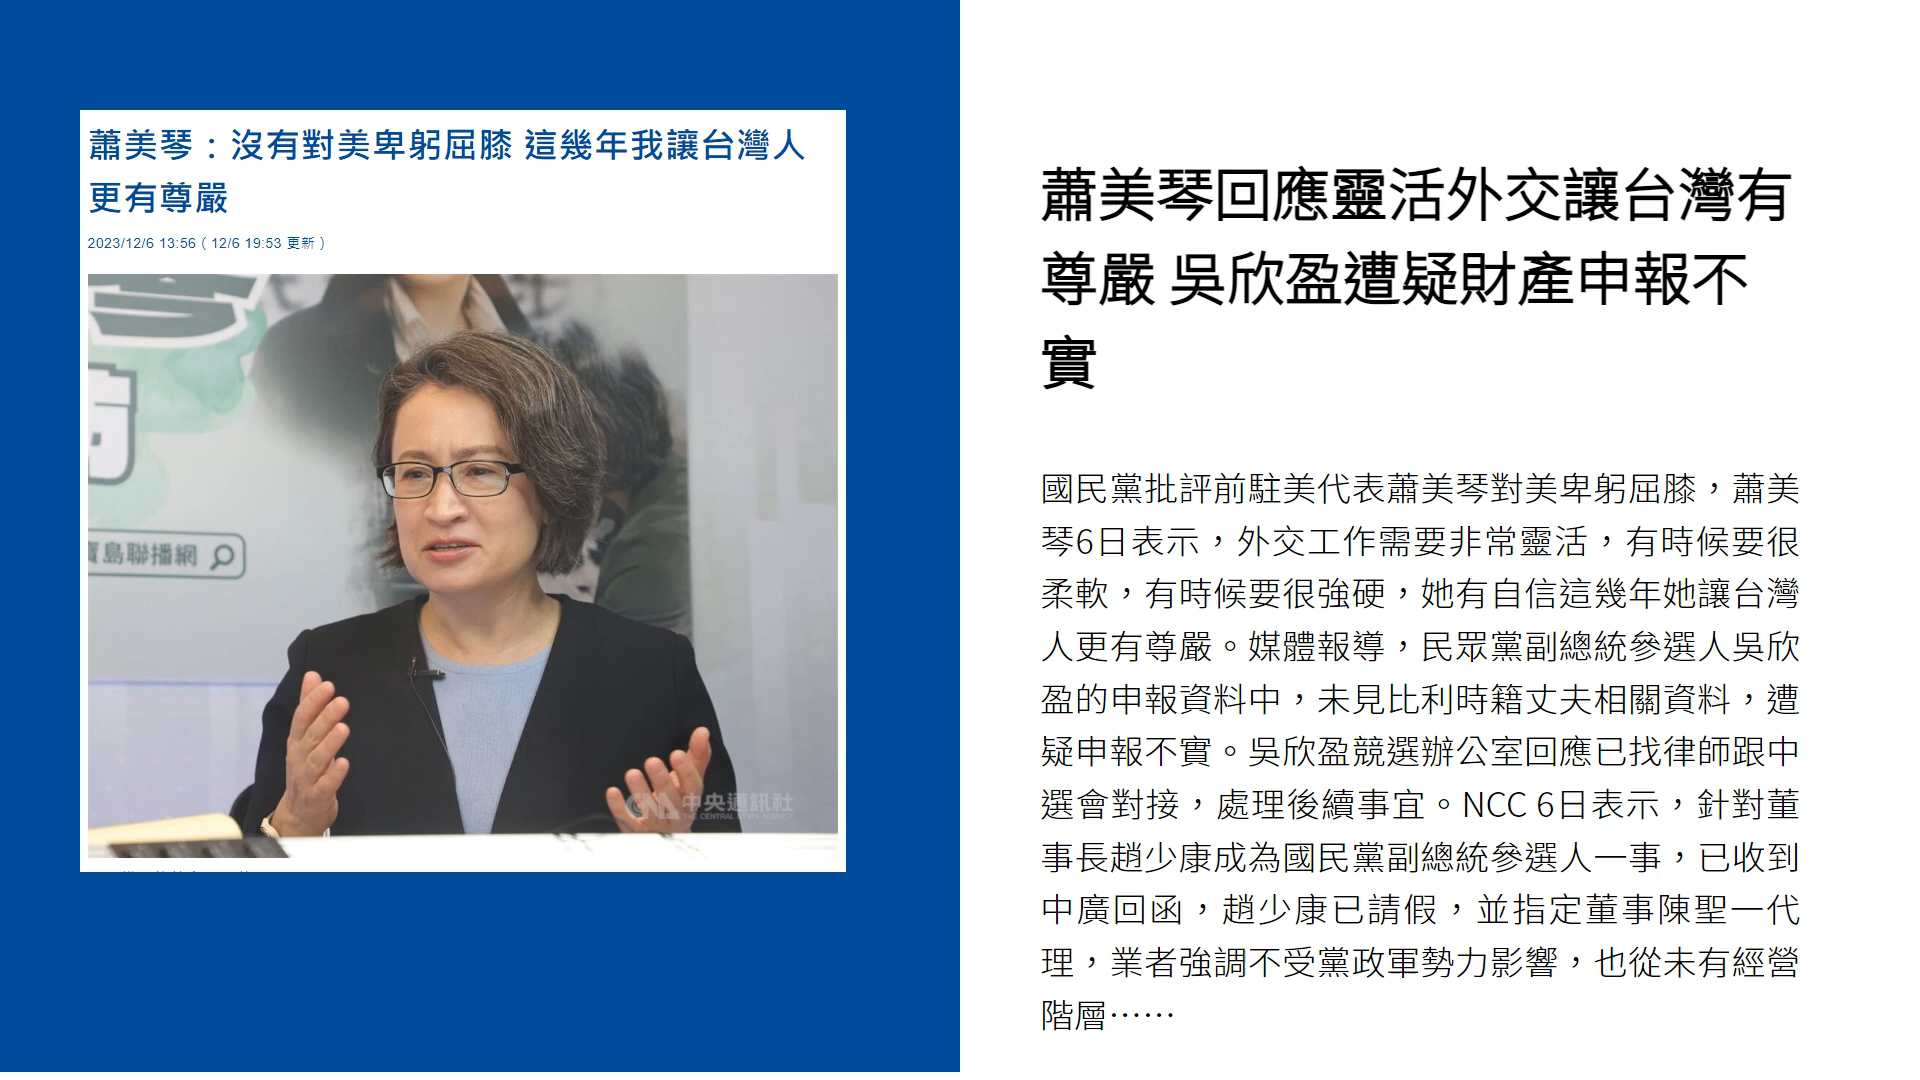 蕭美琴：沒有對美卑躬屈膝 這幾年我讓台灣人
更有尊嚴
2023/12/6 13:56（12/6 19:53 更新）
寶島聯播網
CNA 中央通訊社
THE CENTRAL NEWS AGENCY
蕭美琴回應靈活外交讓台灣有
尊嚴 吳欣盈遭疑財產申報不
實
國民黨批評前駐美代表蕭美琴對美卑躬屈膝，蕭美
琴6日表示，外交工作需要非常靈活，有時候要很
柔軟，有時候要很強硬，她有自信這幾年她讓台灣
人更有尊嚴。媒體報導，民眾黨副總統參選人吳欣
盈的申報資料中，未見比利時籍丈夫相關資料，遭
疑申報不實。吳欣盈競選辦公室回應已找律師跟中
選會對接，處理後續事宜。NCC 6日表示，針對董
事長趙少康成為國民黨副總統參選人一事，已收到
中廣回函，趙少康已請假，並指定董事陳聖一代
理，業者強調不受黨政軍勢力影響，也從未有經營
階層⋯⋯